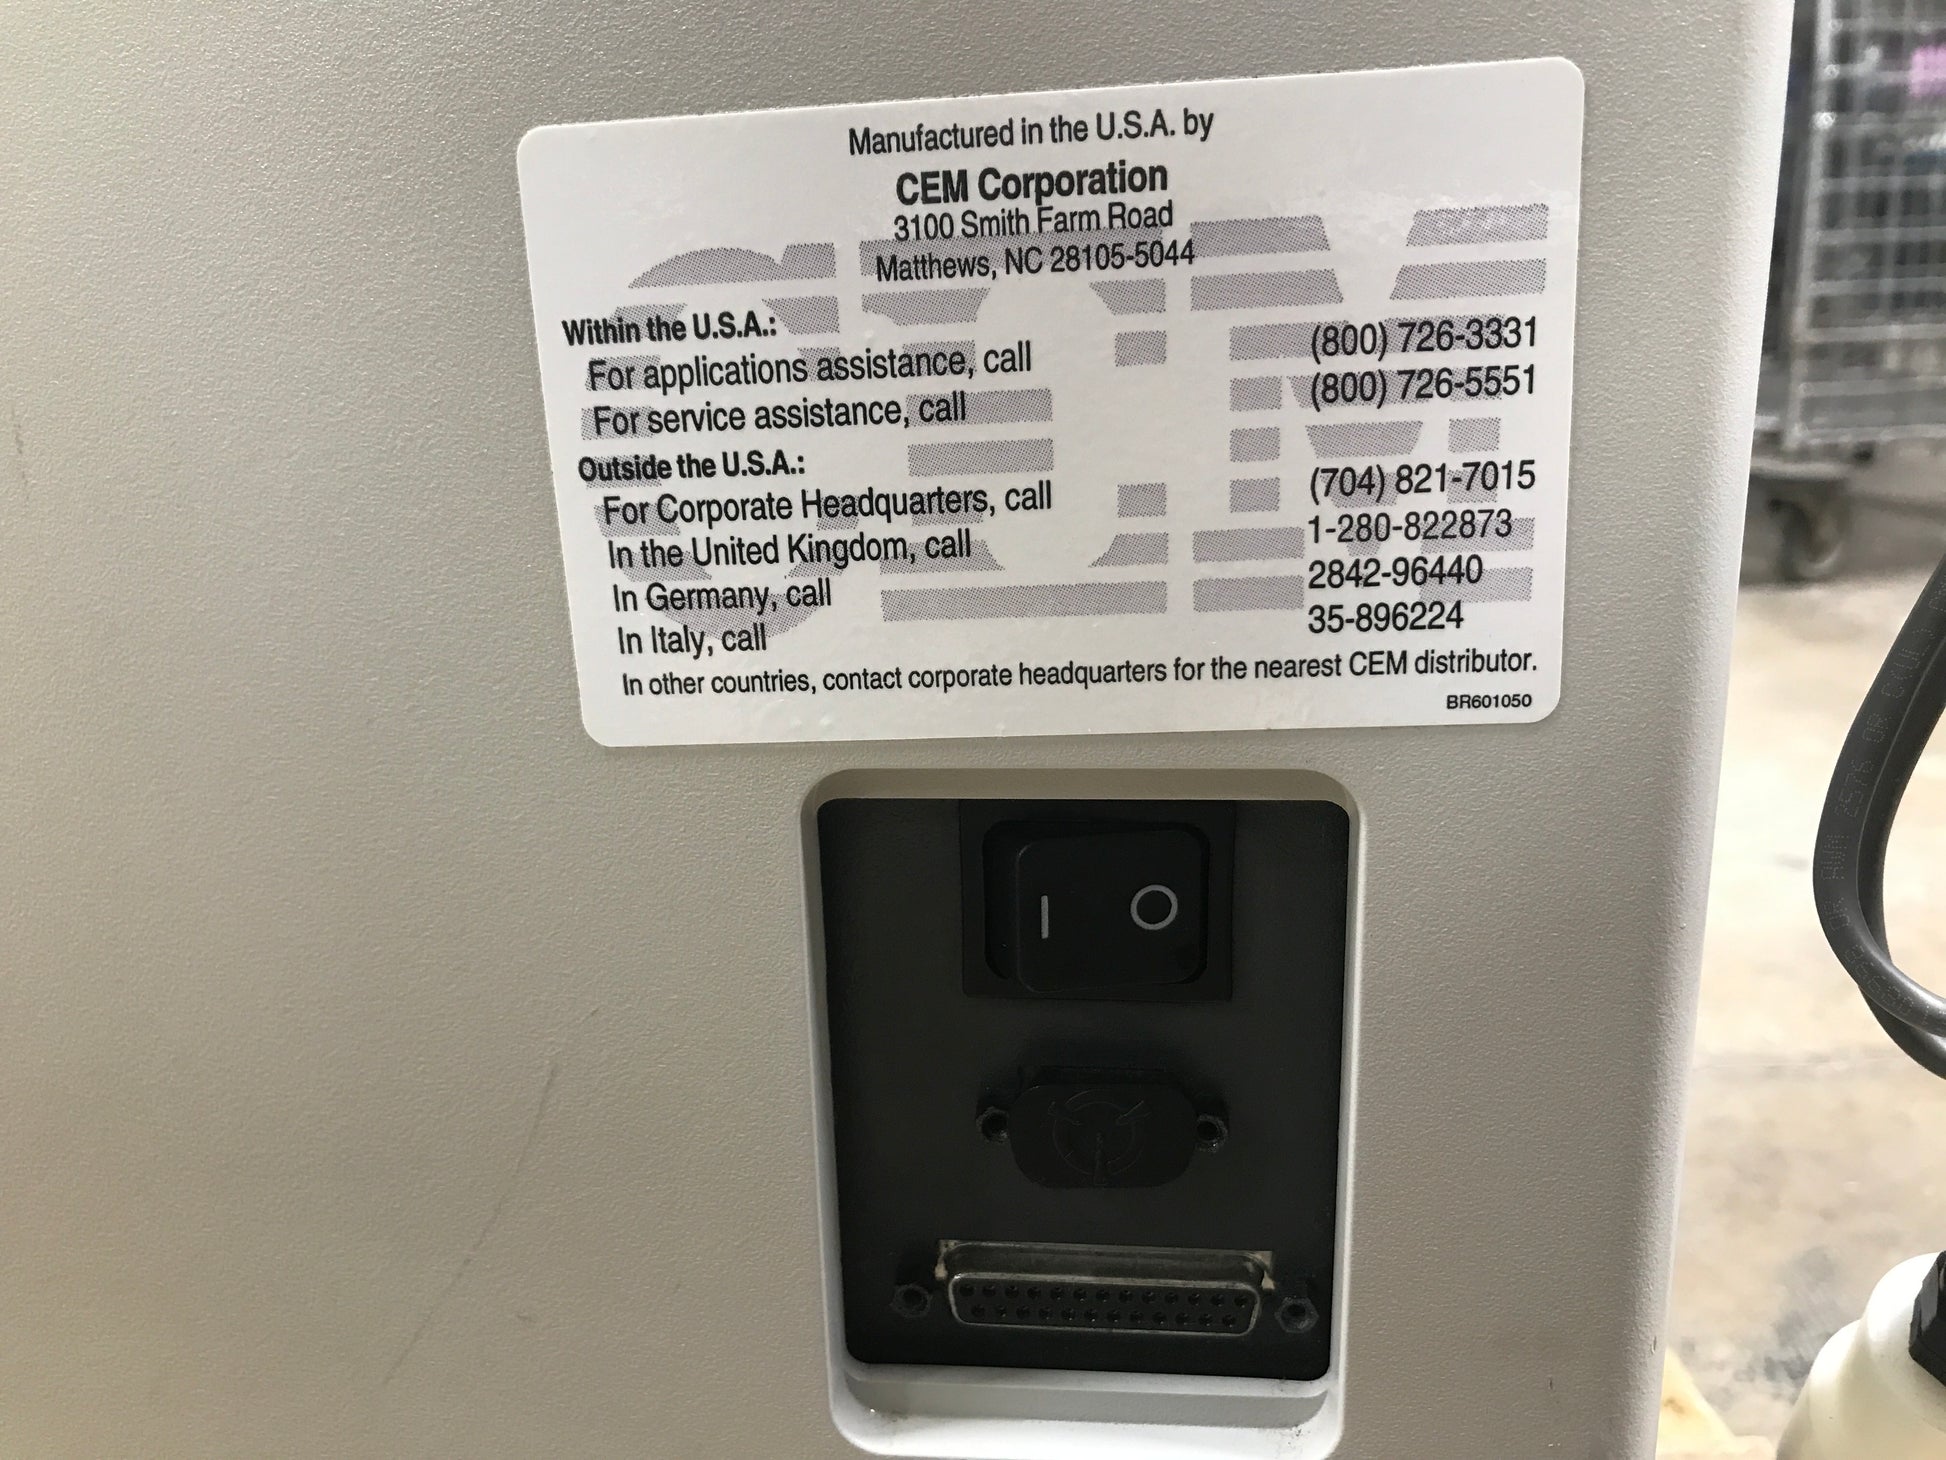 Manufactured in the U.S.A. by
CEM Corporation
3100 Smith Farm Road
Matthews, NC 28105-5044
Within the U.S.A.:
For applications assistance, call (800) 726-3331
For service assistance, call (800) 726-5551
Outside the U.S.A.:
For Corporate Headquarters, call (704) 821-7015
In the United Kingdom, call 1-280-822873
In Germany, call 2842-96440
In Italy, call 35-896224
In other countries, contact corporate headquarters for the nearest CEM distributor.
BR601050
CEM
I O